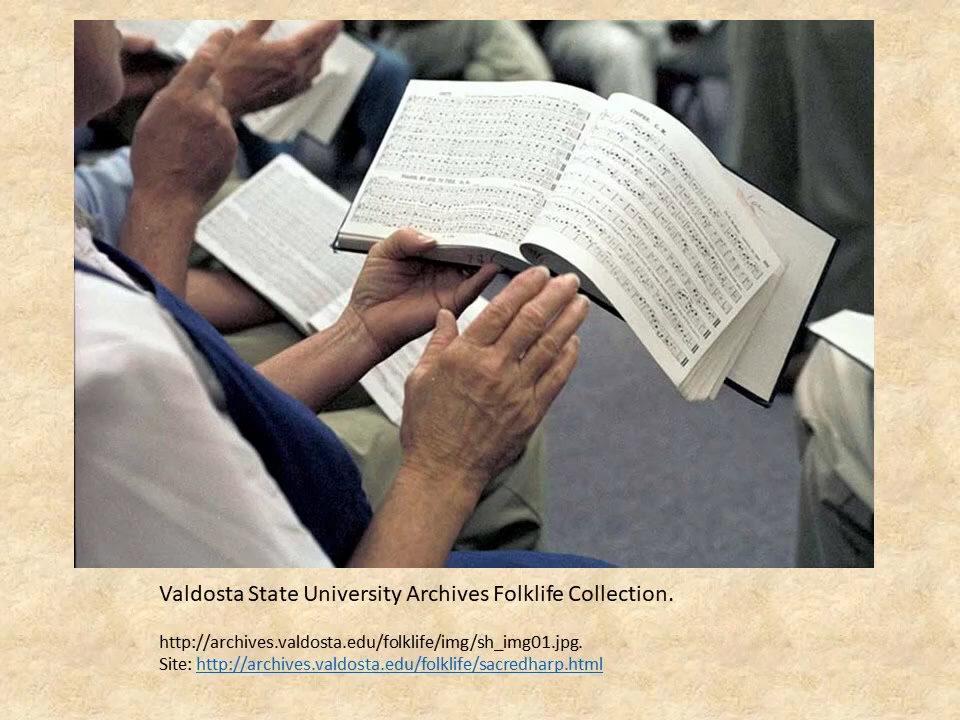 COOPER. C. M.
Valdosta State University Archives Folklife Collection.
http://archives.valdosta.edu/folklife/img/sh_img01.jpg.
Site: http://archives.valdosta.edu/folklife/sacredharp.html